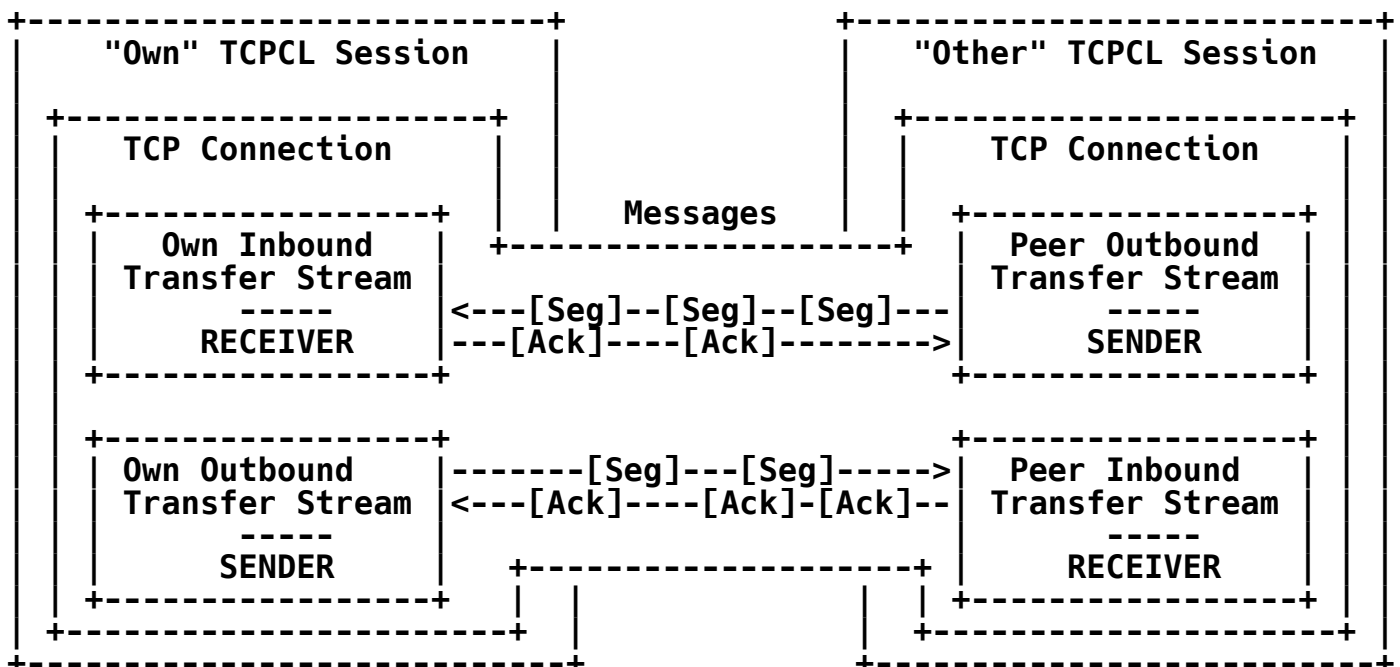 "Own" TCPCL Session "Other" TCPCL Session
TCP Connection TCP Connection
Messages
Own Inbound Peer Outbound
Transfer Stream Transfer Stream
----- <---[Seg]--[Seg]--[Seg]--- -----
RECEIVER ---[Ack]----[Ack]--------> SENDER
Own Outbound -------[Seg]---[Seg]-----> Peer Inbound
Transfer Stream <---[Ack]----[Ack]-[Ack]-- Transfer Stream
----- -----
SENDER RECEIVER